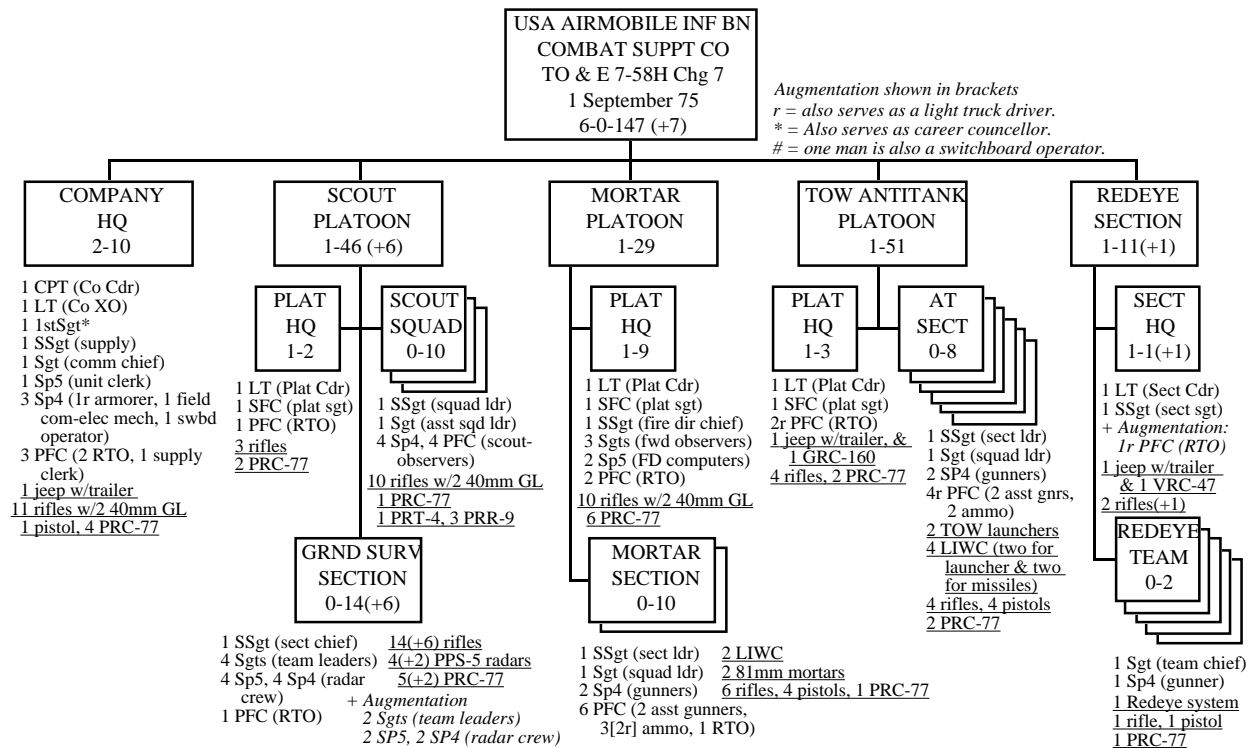 USA AIRMOBILE INF BN
COMBAT SUPPT CO
TO & E 7-58H Chg 7
1 September 75
6-0-147 (+7)
Augmentation shown in brackets
r = also serves as a light truck driver.
* = Also serves as career councellor.
# = one man is also a switchboard operator.
COMPANY
HQ
2-10
1 CPT (Co Cdr)
1 LT (Co XO)
1 1stSgt*
1 SSgt (supply)
1 Sgt (comm chief)
1 Sp5 (unit clerk)
3 Sp4 (1r armorer, 1 field
com-elec mech, 1 swbd
operator)
3 PFC (2 RTO, 1 supply
clerk)
1 jeep w/trailer
11 rifles w/2 40mm GL
1 pistol, 4 PRC-77
SCOUT
PLATOON
1-46 (+6)
PLAT
HQ
1-2
1 LT (Plat Cdr)
1 SFC (plat sgt)
1 PFC (RTO)
3 rifles
2 PRC-77
SCOUT
SQUAD
0-10
1 SSgt (squad ldr)
1 Sgt (asst sqd ldr)
4 Sp4, 4 PFC (scout-
observers)
10 rifles w/2 40mm GL
1 PRC-77
1 PRT-4, 3 PRR-9
GRND SURV
SECTION
0-14(+6)
1 SSgt (sect chief)
4 Sgts (team leaders)
4 Sp5, 4 Sp4 (radar
crew)
1 PFC (RTO)
14(+6) rifles
4(+2) PPS-5 radars
5(+2) PRC-77
+ Augmentation
2 Sgts (team leaders)
2 SP5, 2 SP4 (radar crew)
MORTAR
PLATOON
1-29
PLAT
HQ
1-9
1 LT (Plat Cdr)
1 SFC (plat sgt)
1 SSgt (fire dir chief)
3 Sgts (fwd observers)
2 Sp5 (FD computers)
2 PFC (RTO)
10 rifles w/2 40mm GL
6 PRC-77
MORTAR
SECTION
0-10
1 SSgt (sect ldr)
1 Sgt (squad ldr)
2 Sp4 (gunners)
6 PFC (2 asst gunners,
3[2r] ammo, 1 RTO)
2 LIWC
2 81mm mortars
6 rifles, 4 pistols, 1 PRC-77
TOW ANTITANK
PLATOON
1-51
PLAT
HQ
1-3
1 LT (Plat Cdr)
1 SFC (plat sgt)
2r PFC (RTO)
1 jeep w/trailer, &
1 GRC-160
4 rifles, 2 PRC-77
AT
SECT
0-8
1 SSgt (sect ldr)
1 Sgt (squad ldr)
2 SP4 (gunners)
4r PFC (2 asst gnrs,
2 ammo)
2 TOW launchers
4 LIWC (two for
launcher & two
for missiles)
4 rifles, 4 pistols
2 PRC-77
REDEYE
SECTION
1-11(+1)
SECT
HQ
1-1(+1)
1 LT (Sect Cdr)
1 SSgt (sect sgt)
+ Augmentation:
1r PFC (RTO)
1 jeep w/trailer
& 1 VRC-47
2 rifles(+1)
REDEYE
TEAM
0-2
1 Sgt (team chief)
1 Sp4 (gunner)
1 Redeye system
1 rifle, 1 pistol
1 PRC-77